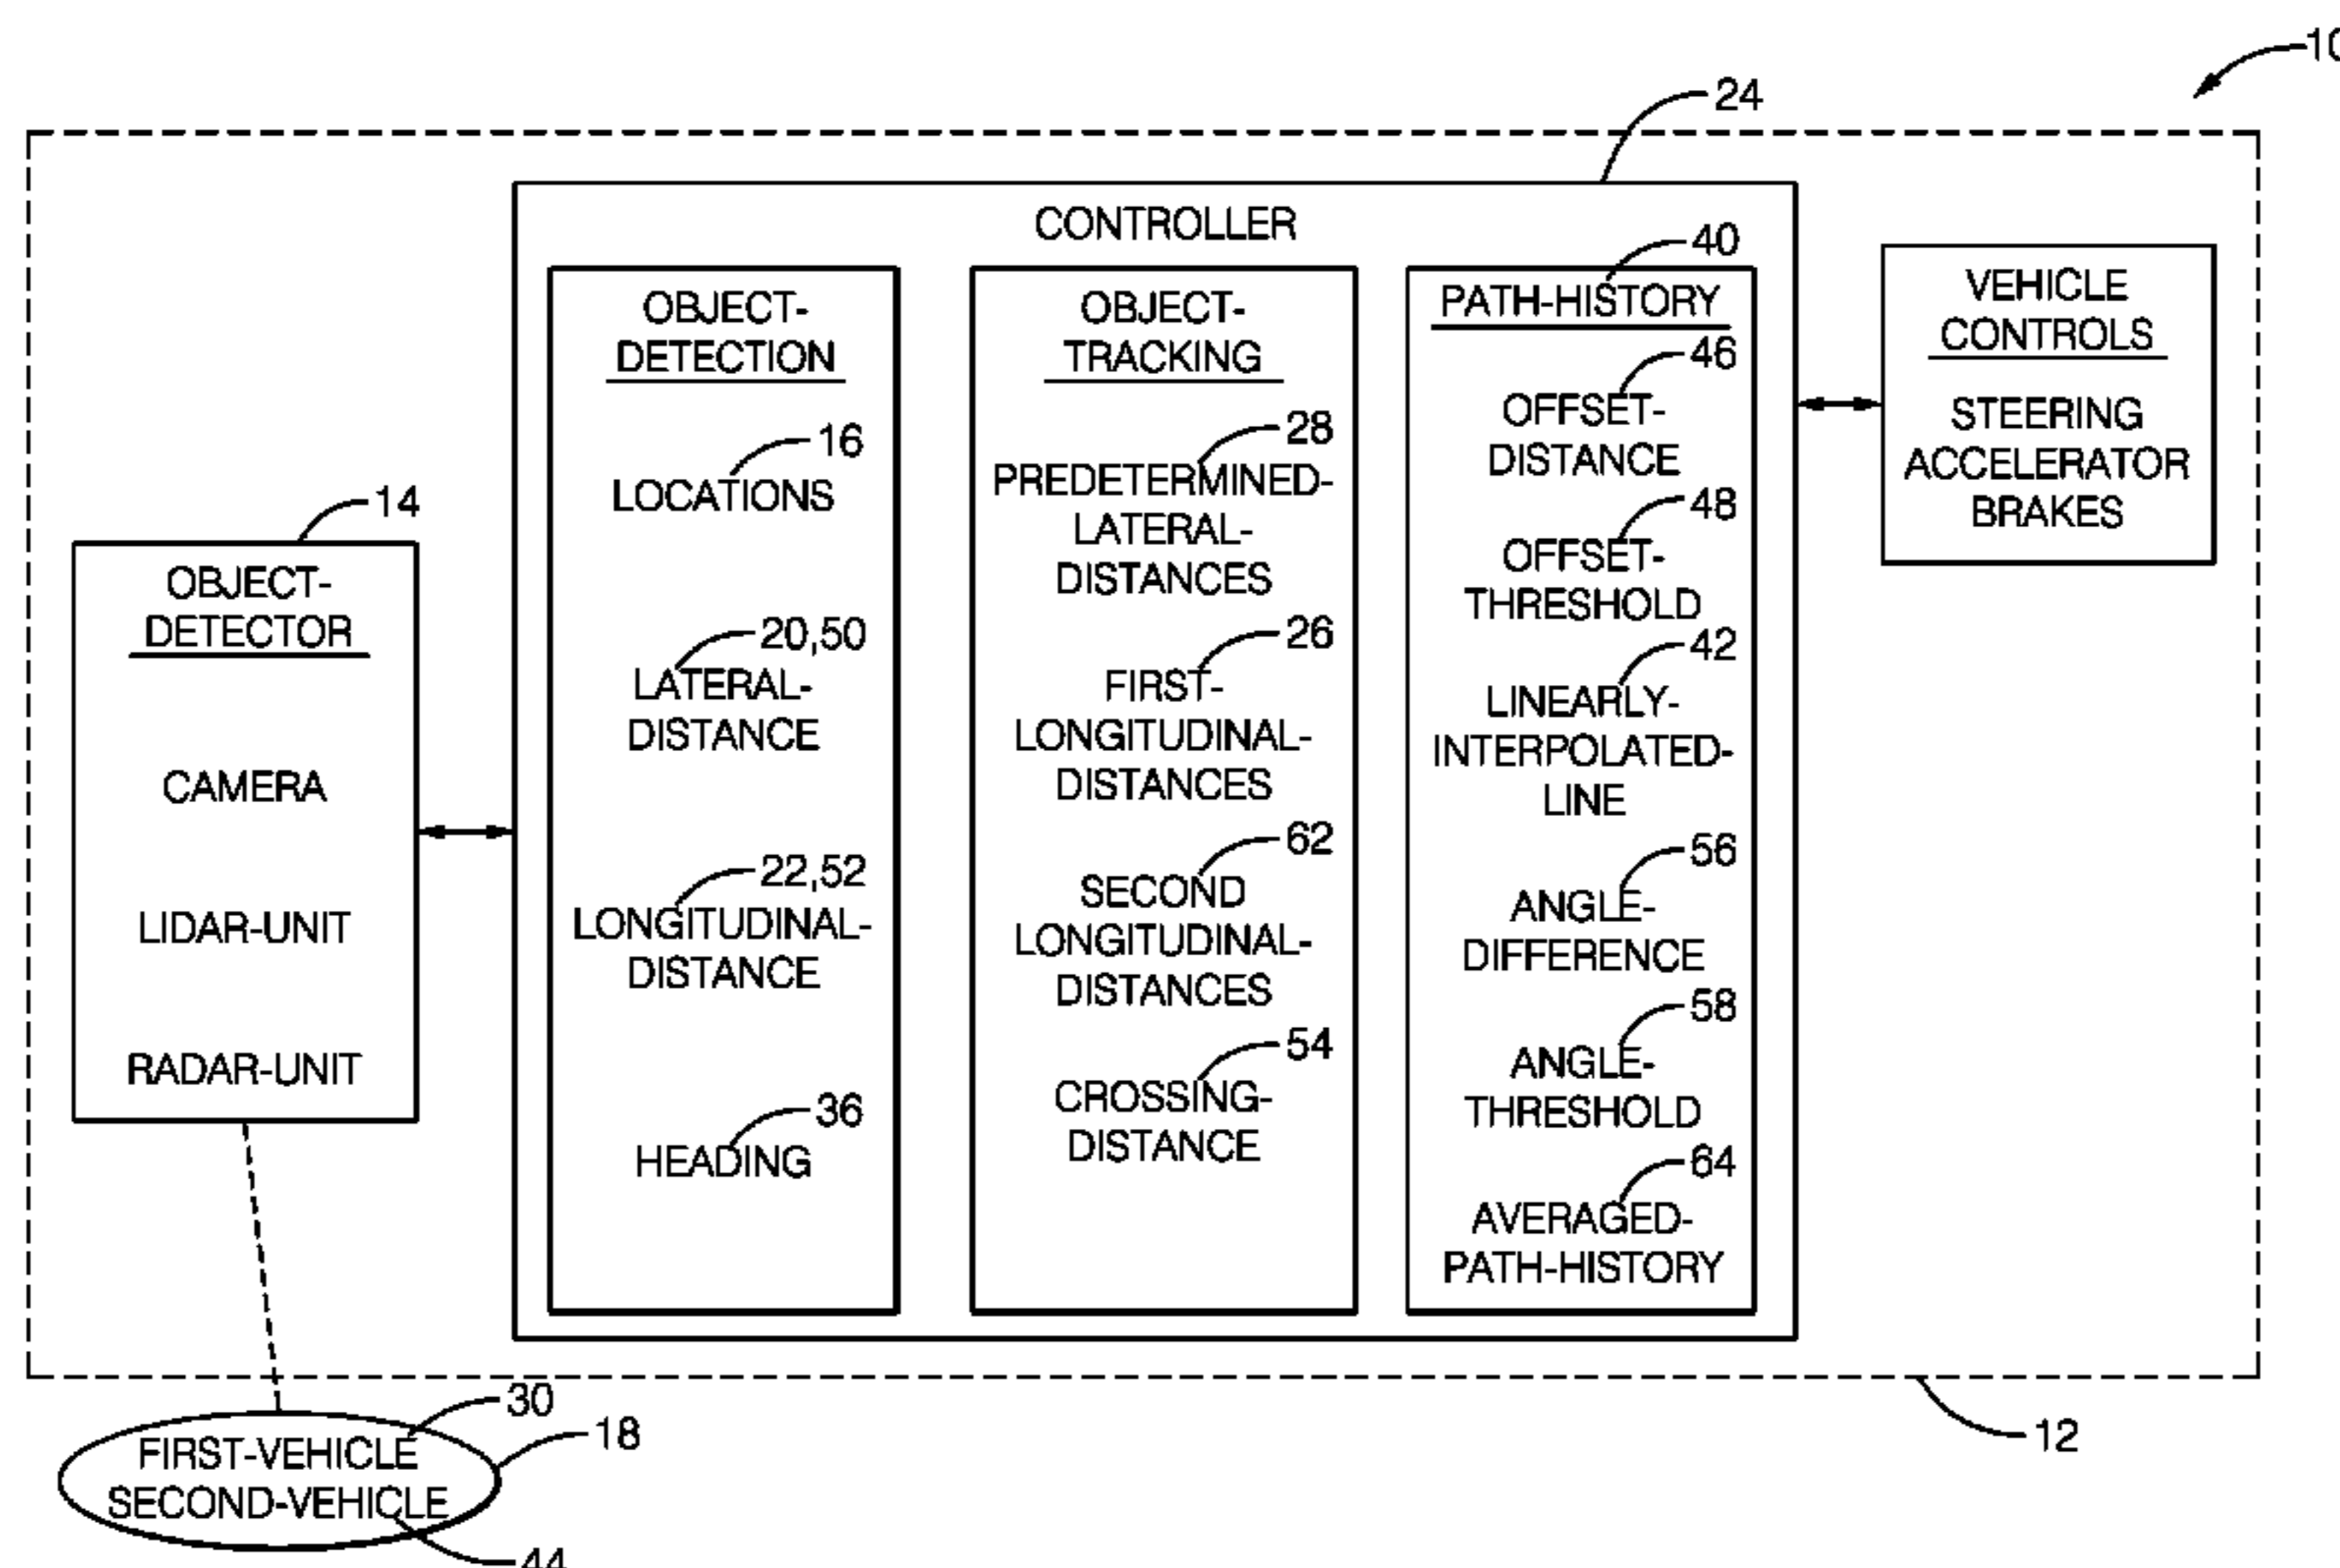 10
24
CONTROLLER
OBJECT-
DETECTION
16
LOCATIONS
20,50
LATERAL-
DISTANCE
22,52
LONGITUDINAL-
DISTANCE
36
HEADING
OBJECT-
TRACKING
28
PREDETERMINED-
LATERAL-
DISTANCES
26
FIRST-
LONGITUDINAL-
DISTANCES
62
SECOND
LONGITUDINAL-
DISTANCES
54
CROSSING-
DISTANCE
40
PATH-HISTORY
46
OFFSET-
DISTANCE
48
OFFSET-
THRESHOLD
42
LINEARLY-
INTERPOLATED-
LINE
56
ANGLE-
DIFFERENCE
58
ANGLE-
THRESHOLD
64
AVERAGED-
PATH-HISTORY
VEHICLE
CONTROLS
STEERING
ACCELERATOR
BRAKES
14
OBJECT-
DETECTOR
CAMERA
LIDAR-UNIT
RADAR-UNIT
30
18
FIRST-VEHICLE
SECOND-VEHICLE
44
12